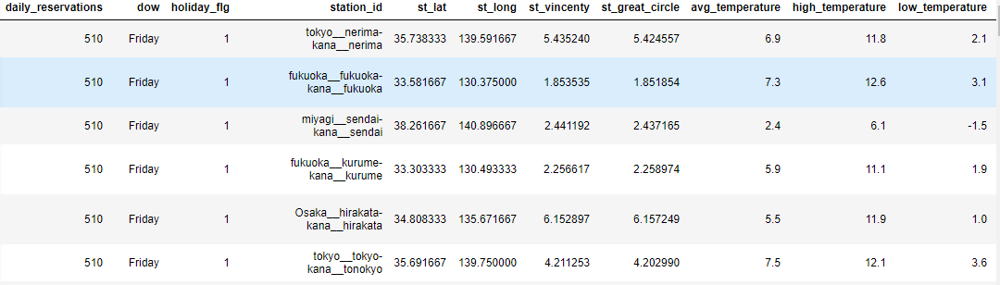 daily_reservations dow holiday_flg station_id st_lat st_long st_vincenty st_great_circle avg_temperature high_temperature low_temperature
510 Friday 1 tokyo__nerima-kana__nerima 35.738333 139.591667 5.435240 5.424557 6.9 11.8 2.1
510 Friday 1 fukuoka__fukuoka-kana__fukuoka 33.581667 130.375000 1.853535 1.851854 7.3 12.6 3.1
510 Friday 1 miyagi__sendai-kana__sendai 38.261667 140.896667 2.441192 2.437165 2.4 6.1 -1.5
510 Friday 1 fukuoka__kurume-kana__kurume 33.303333 130.493333 2.256617 2.258974 5.9 11.1 1.9
510 Friday 1 Osaka__hirakata-kana__hirakata 34.808333 135.671667 6.152897 6.157249 5.5 11.9 1.0
510 Friday 1 tokyo__tokyo-kana__tonokyo 35.691667 139.750000 4.211253 4.202990 7.5 12.1 3.6